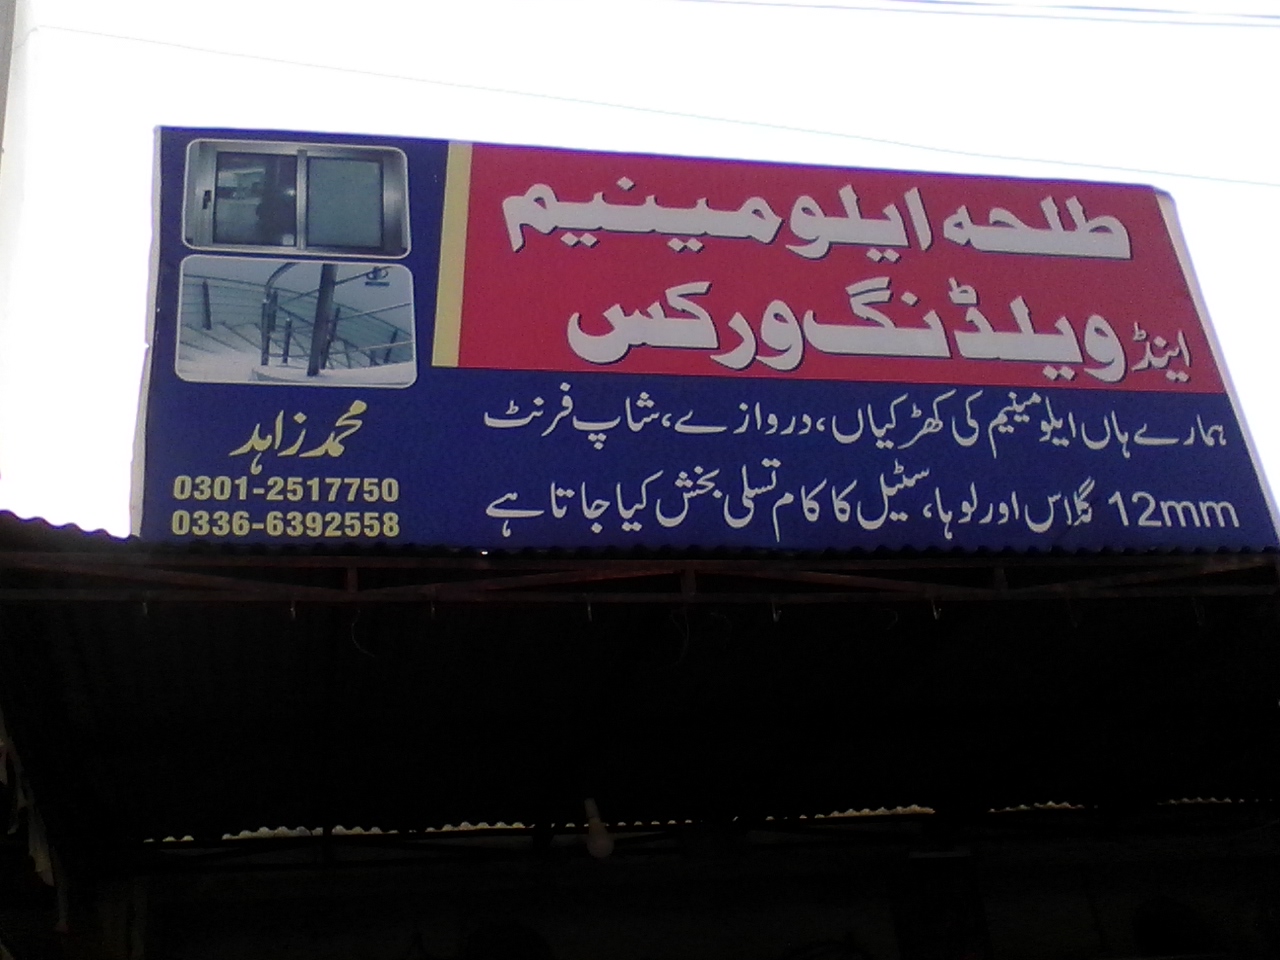 طلحہ ایلومینیم
اینڈ ویلڈنگ ورکس
ہمارے ہاں ایلومینیم کی کھڑکیاں، دروازے، شاپ فرنٹ
12mm گلاس اور لوہا، سٹیل کا کام تسلی بخش کیا جاتا ہے
محمد زاہد
0301-2517750
0336-6392558